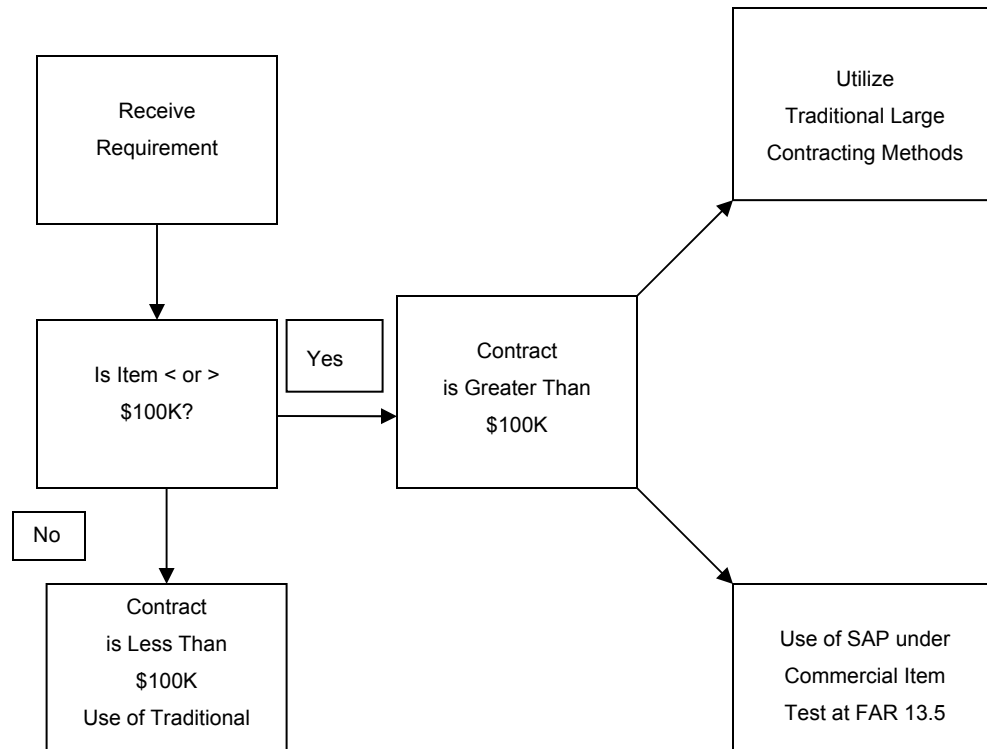 Receive
Requirement
Utilize
Traditional Large
Contracting Methods
Is Item < or >
$100K?
Yes
Contract
is Greater Than
$100K
No
Contract
is Less Than
$100K
Use of Traditional
Use of SAP under
Commercial Item
Test at FAR 13.5